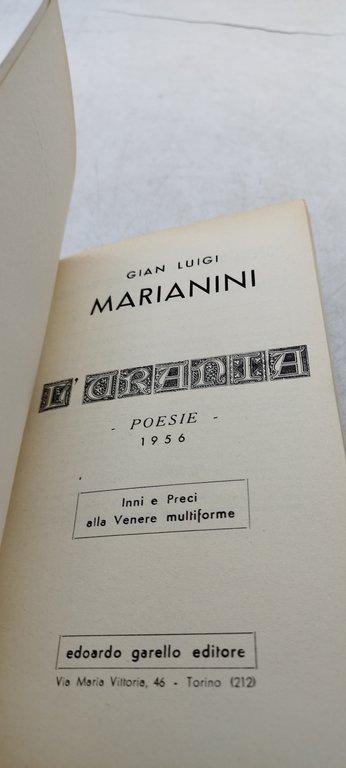 GIAN LUIGI
MARIANINI
L'URANIA
- POESIE -
1956
Inni e Preci
alla Venere multiforme
edoardo garello editore
Via Maria Vittoria, 46 - Torino (212)